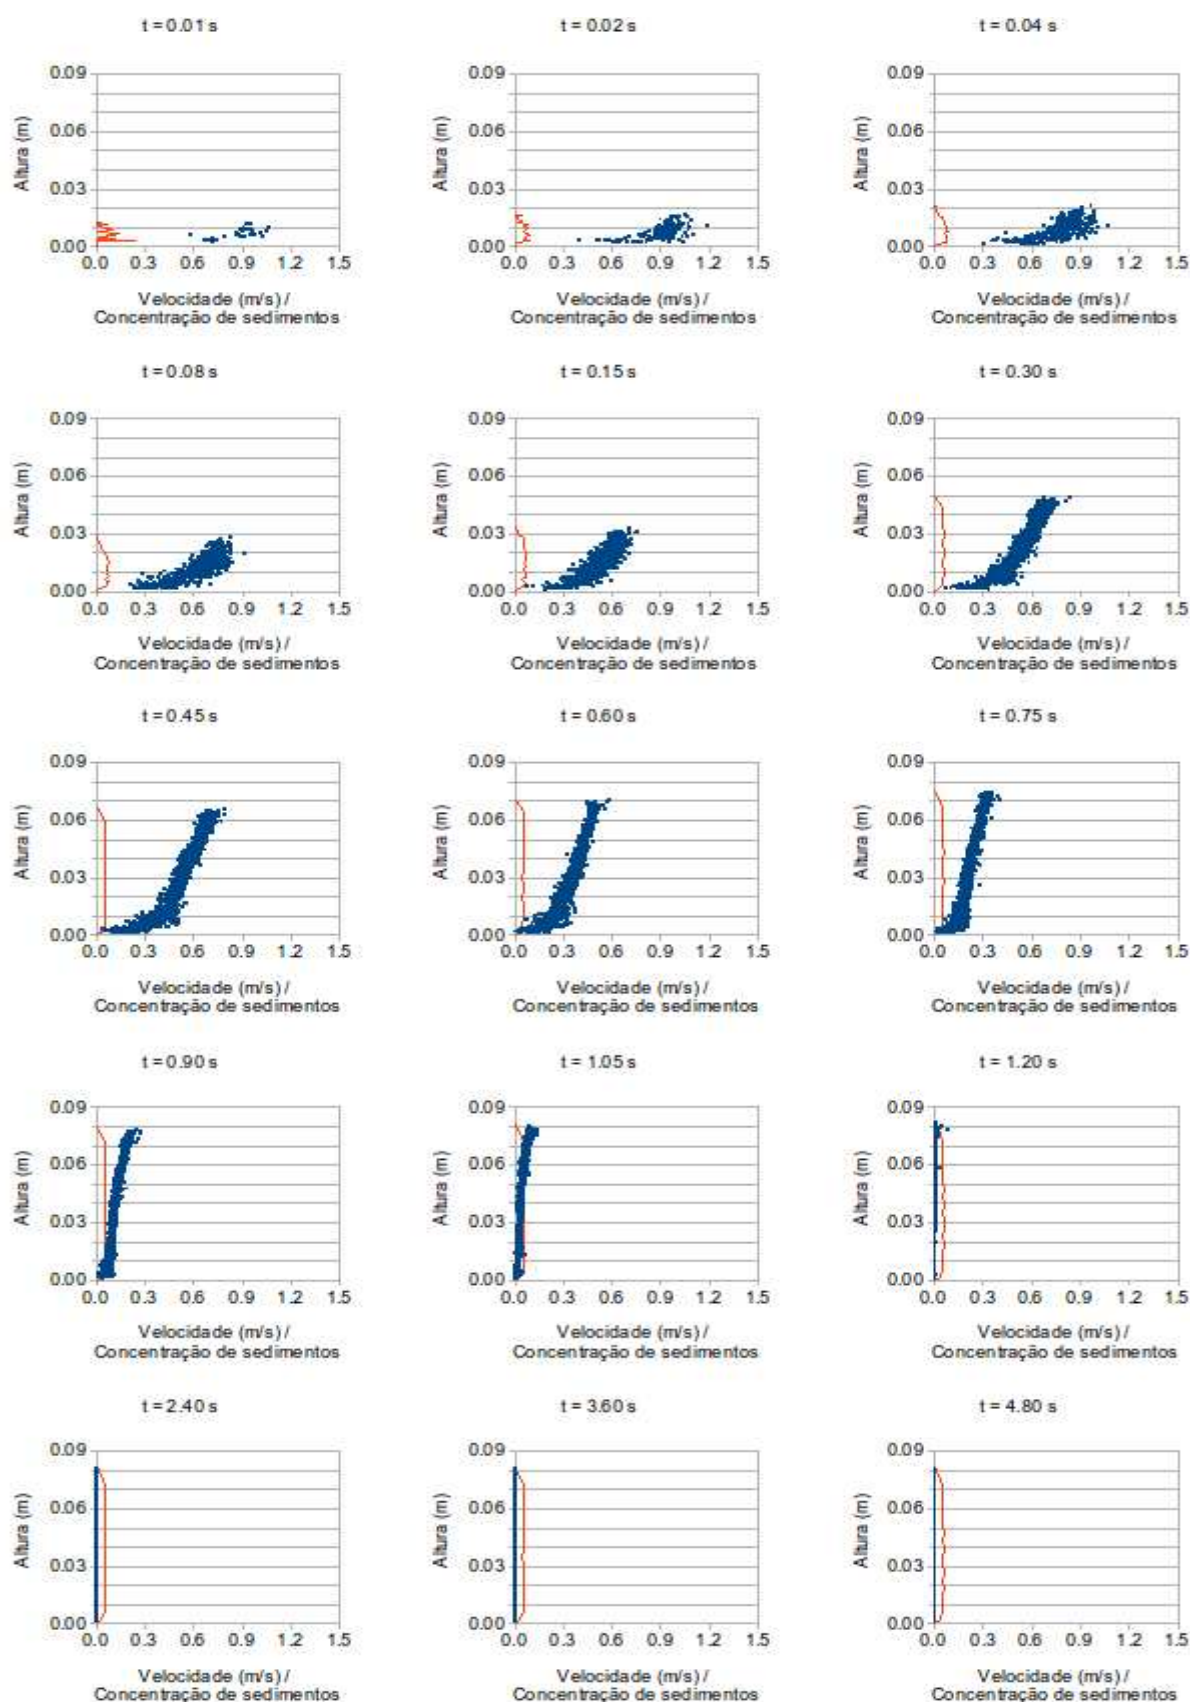 t = 0.01 s
t = 0.02 s
t = 0.04 s
0.09
0.06
0.03
0.00
Altura (m)
0.0 0.3 0.6 0.9 1.2 1.5
Velocidade (m/s) /
Concentração de sedimentos
0.09
0.06
0.03
0.00
Altura (m)
0.0 0.3 0.6 0.9 1.2 1.5
Velocidade (m/s) /
Concentração de sedimentos
0.09
0.06
0.03
0.00
Altura (m)
0.0 0.3 0.6 0.9 1.2 1.5
Velocidade (m/s) /
Concentração de sedimentos
t = 0.08 s
t = 0.15 s
t = 0.30 s
0.09
0.06
0.03
0.00
Altura (m)
0.0 0.3 0.6 0.9 1.2 1.5
Velocidade (m/s) /
Concentração de sedimentos
0.09
0.06
0.03
0.00
Altura (m)
0.0 0.3 0.6 0.9 1.2 1.5
Velocidade (m/s) /
Concentração de sedimentos
0.09
0.06
0.03
0.00
Altura (m)
0.0 0.3 0.6 0.9 1.2 1.5
Velocidade (m/s) /
Concentração de sedimentos
t = 0.45 s
t = 0.60 s
t = 0.75 s
0.09
0.06
0.03
0.00
Altura (m)
0.0 0.3 0.6 0.9 1.2 1.5
Velocidade (m/s) /
Concentração de sedimentos
0.09
0.06
0.03
0.00
Altura (m)
0.0 0.3 0.6 0.9 1.2 1.5
Velocidade (m/s) /
Concentração de sedimentos
0.09
0.06
0.03
0.00
Altura (m)
0.0 0.3 0.6 0.9 1.2 1.5
Velocidade (m/s) /
Concentração de sedimentos
t = 0.90 s
t = 1.05 s
t = 1.20 s
0.09
0.06
0.03
0.00
Altura (m)
0.0 0.3 0.6 0.9 1.2 1.5
Velocidade (m/s) /
Concentração de sedimentos
0.09
0.06
0.03
0.00
Altura (m)
0.0 0.3 0.6 0.9 1.2 1.5
Velocidade (m/s) /
Concentração de sedimentos
0.09
0.06
0.03
0.00
Altura (m)
0.0 0.3 0.6 0.9 1.2 1.5
Velocidade (m/s) /
Concentração de sedimentos
t = 2.40 s
t = 3.60 s
t = 4.80 s
0.09
0.06
0.03
0.00
Altura (m)
0.0 0.3 0.6 0.9 1.2 1.5
Velocidade (m/s) /
Concentração de sedimentos
0.09
0.06
0.03
0.00
Altura (m)
0.0 0.3 0.6 0.9 1.2 1.5
Velocidade (m/s) /
Concentração de sedimentos
0.09
0.06
0.03
0.00
Altura (m)
0.0 0.3 0.6 0.9 1.2 1.5
Velocidade (m/s) /
Concentração de sedimentos